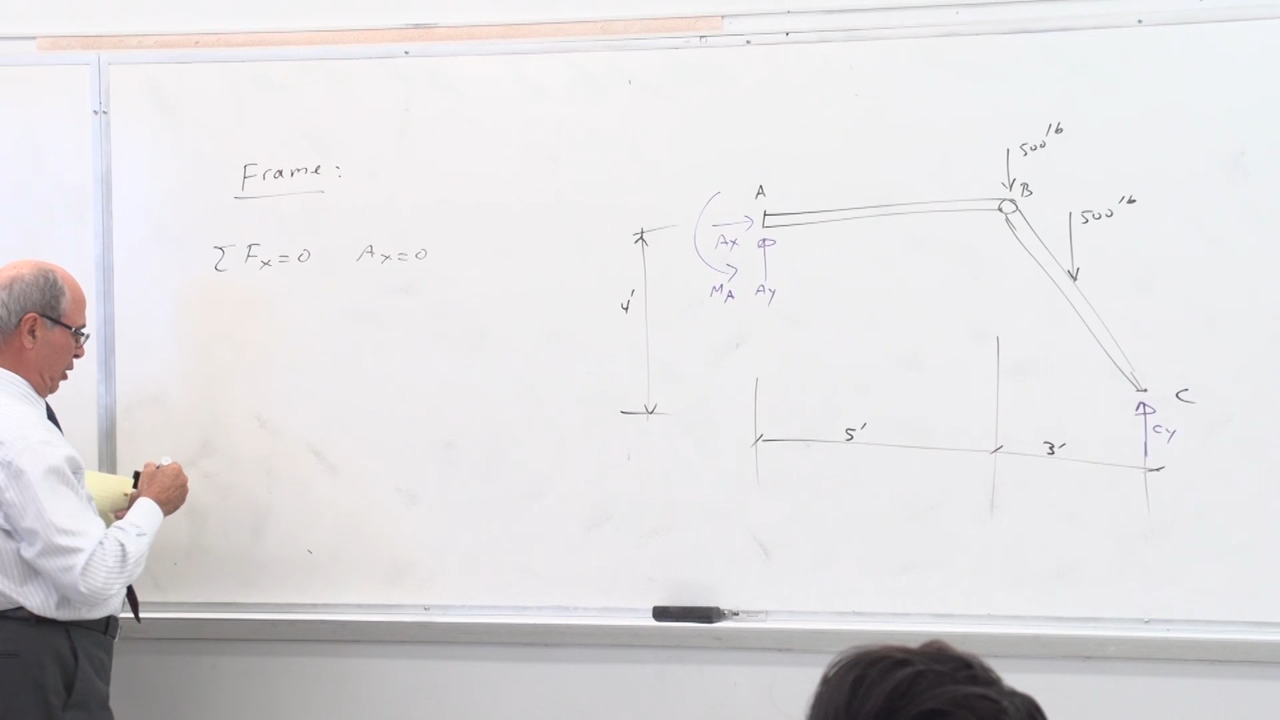 Frame:
ΣFx=0 Ax=0
500 lb
A
B
500 lb
Ax
MA
Ay
4'
C
Cy
5'
3'